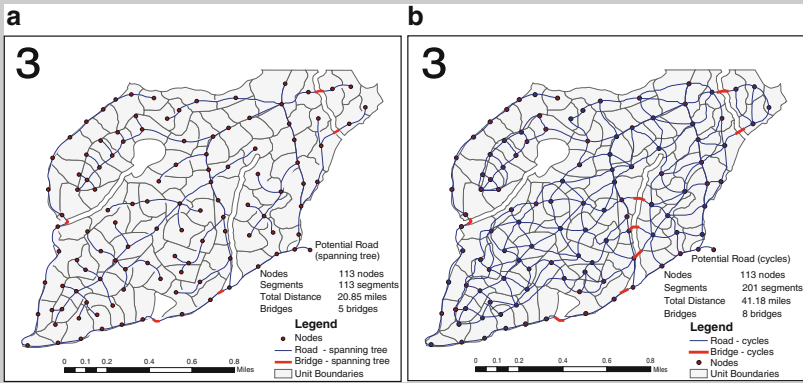 a
3
Potential Road
(spanning tree)
Nodes 113 nodes
Segments 113 segments
Total Distance 20.85 miles
Bridges 5 bridges
Legend
Nodes
Road - spanning tree
Bridge - spanning tree
Unit Boundaries
0 0.1 0.2 0.4 0.6 0.8
Miles
b
3
Potential Road (cycles)
Nodes 113 nodes
Segments 201 segments
Total Distance 41.18 miles
Bridges 8 bridges
Legend
Road - cycles
Bridge - cycles
Nodes
Unit Boundaries
0 0.1 0.2 0.4 0.6 0.8
Miles